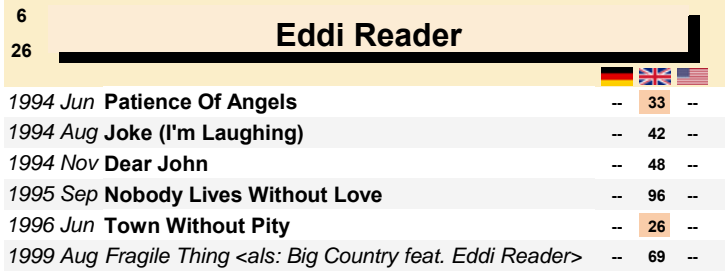 6
Eddi Reader
26
1994 Jun Patience Of Angels -- 33 --
1994 Aug Joke (I'm Laughing) -- 42 --
1994 Nov Dear John -- 48 --
1995 Sep Nobody Lives Without Love -- 96 --
1996 Jun Town Without Pity -- 26 --
1999 Aug Fragile Thing <als: Big Country feat. Eddi Reader> -- 69 --